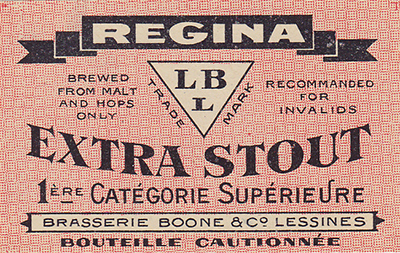 REGINA
BREWED
FROM MALT
AND HOPS
ONLY
TRADE
LBL
MARK
RECOMMANDED
FOR
INVALIDS
EXTRA STOUT
1ÈRE CATÉGORIE SUPÉRIEURE
BRASSERIE BOONE & Co LESSINES
BOUTEILLE CAUTIONNÉE